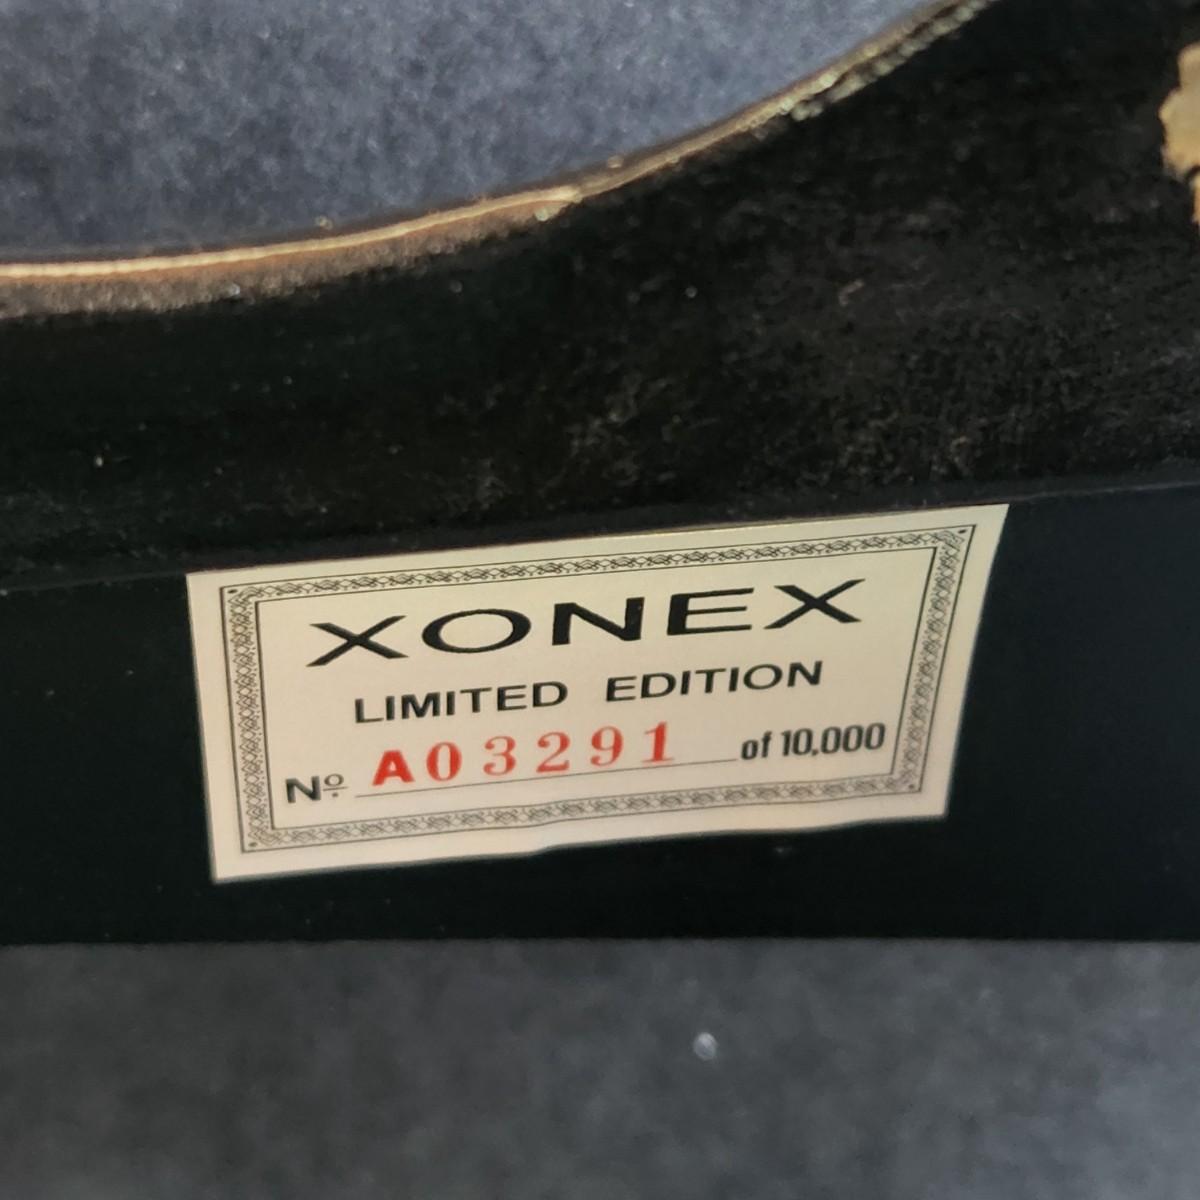 XONEX
LIMITED EDITION
Nº A03291 of 10,000